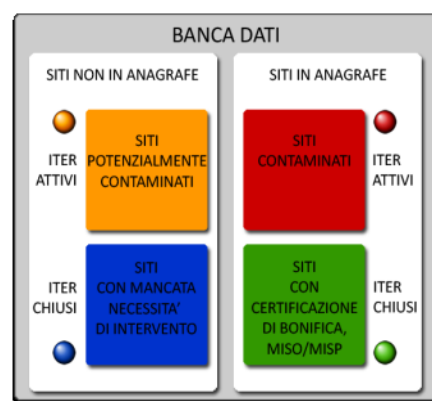 BANCA DATI
SITI NON IN ANAGRAFE
ITER
ATTIVI
SITI
POTENZIALMENTE
CONTAMINATI
ITER
CHIUSI
SITI
CON MANCATA
NECESSITA'
DI INTERVENTO
SITI IN ANAGRAFE
SITI
CONTAMINATI
ITER
ATTIVI
SITI
CON
CERTIFICAZIONE
DI BONIFICA,
MISO/MISP
ITER
CHIUSI